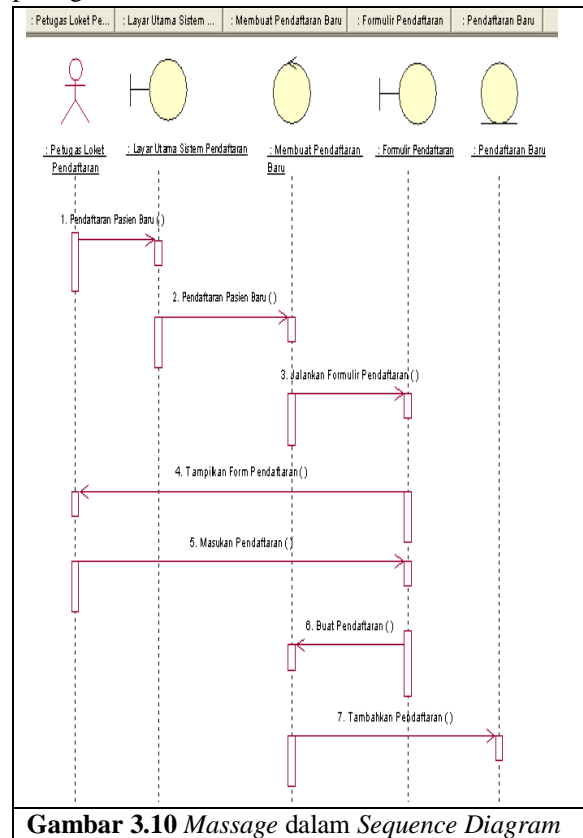 : Petugas Loket Pe... : Layar Utama Sistem ... : Membuat Pendaftaran Baru : Formulir Pendaftaran : Pendaftaran Baru
: Petugas Loket
Pendaftaran
: Layar Utama Sistem Pendaftaran
: Membuat Pendaftaran
Baru
: Formulir Pendaftaran
: Pendaftaran Baru
1. Pendaftaran Pasien Baru ( )
2. Pendaftaran Pasien Baru ( )
3. Jalankan Formulir Pendaftaran ( )
4. Tampilkan Form Pendaftaran ( )
5. Masukan Pendaftaran ( )
6. Buat Pendaftaran ( )
7. Tambahkan Pendaftaran ( )
Gambar 3.10 Massage dalam Sequence Diagram